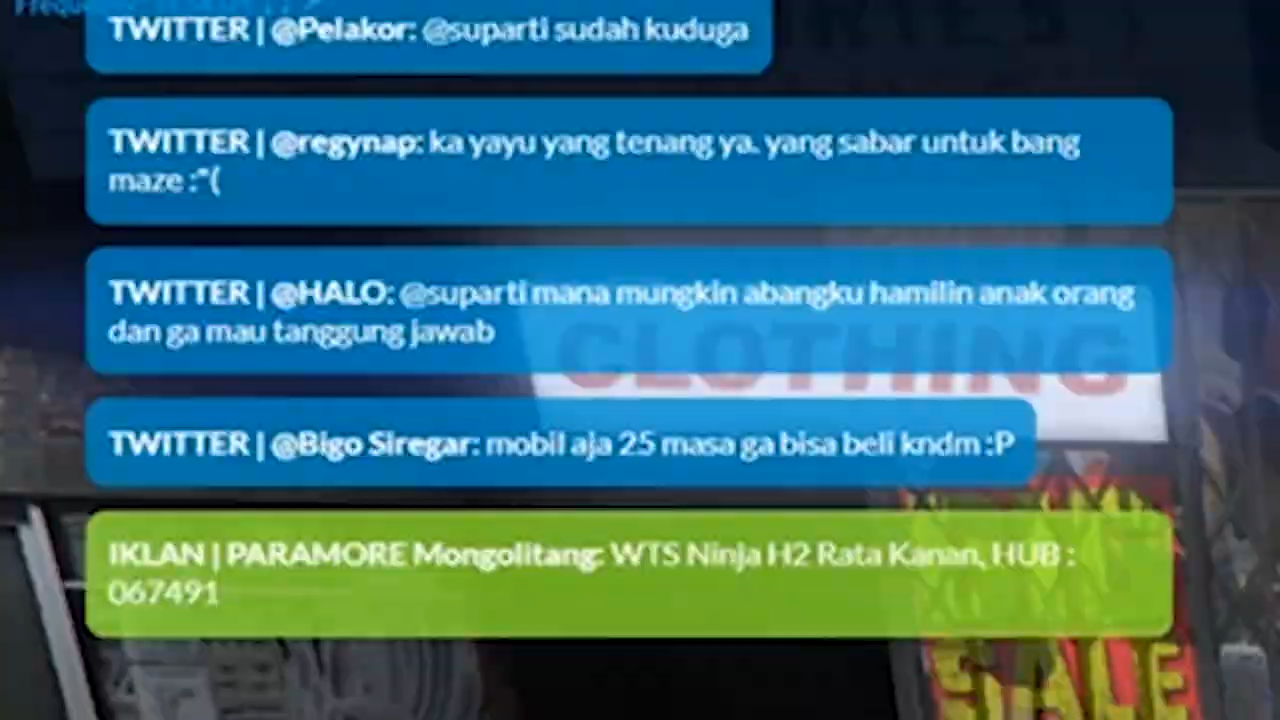 TWITTER | @Pelakor: @suparti sudah kuduga
TWITTER | @regynap: ka yayu yang tenang ya. yang sabar untuk bang
maze :"(
TWITTER | @HALO: @suparti mana mungkin abangku hamilin anak orang
dan ga mau tanggung jawab
CLOTHING
TWITTER | @Bigo Siregar: mobil aja 25 masa ga bisa beli kndm :P
IKLAN | PARAMORE Mongolitang: WTS Ninja H2 Rata Kanan, HUB :
067491
SALE